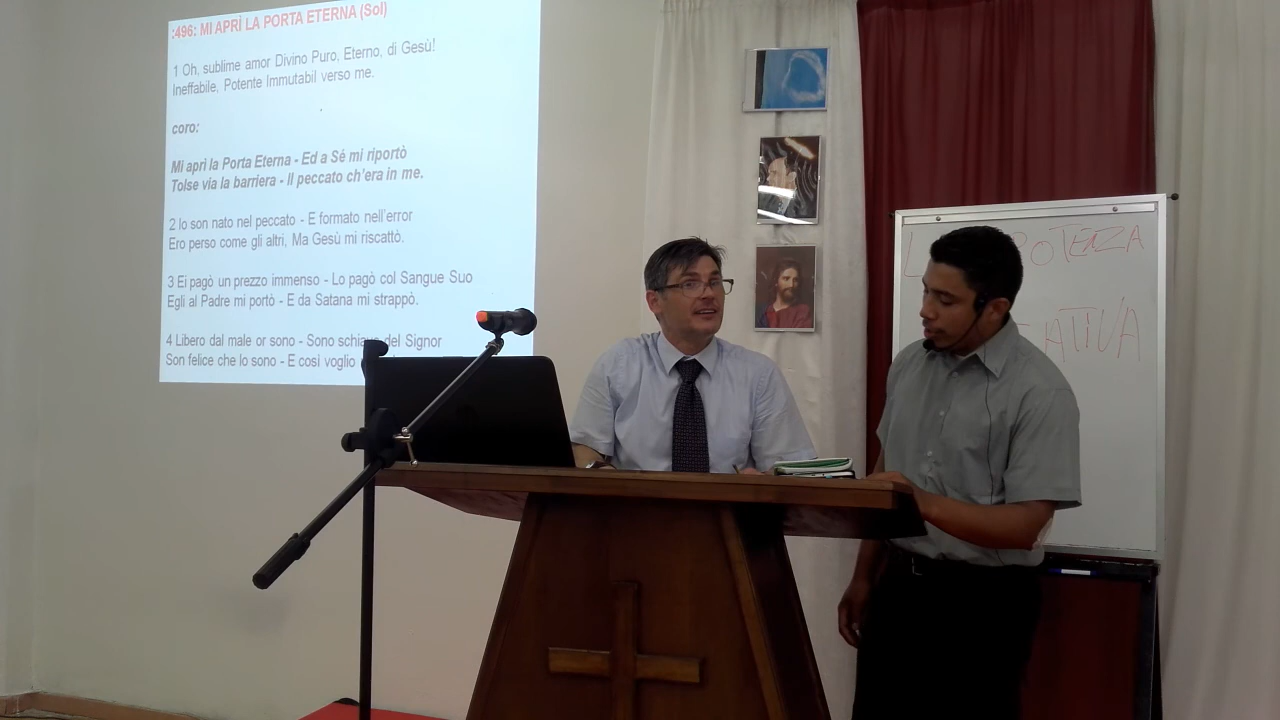 :496: MI APRÌ LA PORTA ETERNA (Sol)
1 Oh, sublime amor Divino Puro, Eterno, di Gesù!
Ineffabile, Potente Immutabil verso me.
coro:
Mi aprì la Porta Eterna - Ed a Sé mi riportò
Tolse via la barriera - Il peccato ch'era in me.
2 Io son nato nel peccato - E formato nell'error
Ero perso come gli altri, Ma Gesù mi riscattò.
3 Ei pagò un prezzo immenso - Lo pagò col Sangue Suo
Egli al Padre mi portò - E da Satana mi strappò.
4 Libero dal male or sono - Sono del Signor
Son felice che lo sono - E così voglio